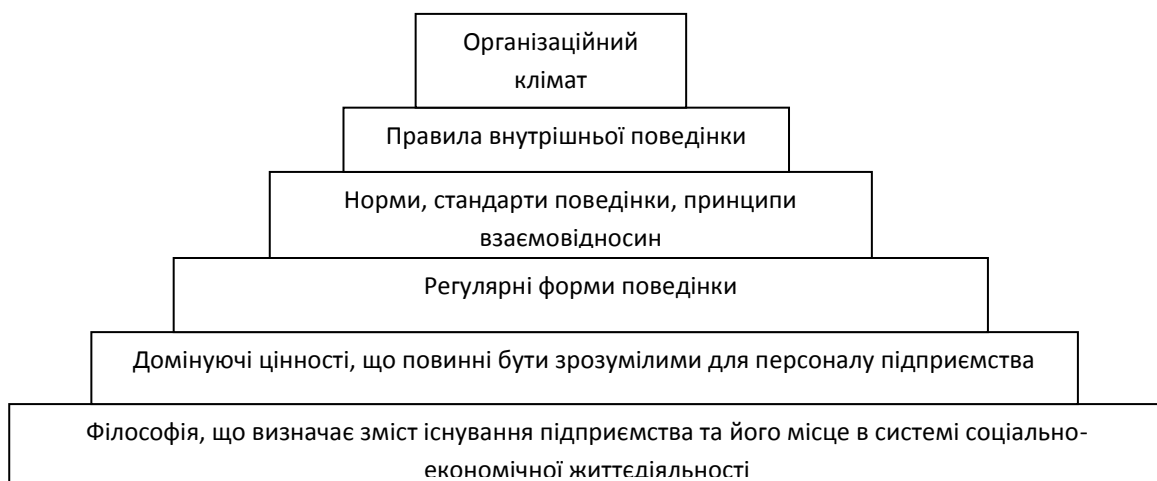 Організаційний
клімат
Правила внутрішньої поведінки
Норми, стандарти поведінки, принципи
взаємовідносин
Регулярні форми поведінки
Домінуючі цінності, що повинні бути зрозумілими для персоналу підприємства
Філософія, що визначає зміст існування підприємства та його місце в системі соціально-
економічної життєдіяльності